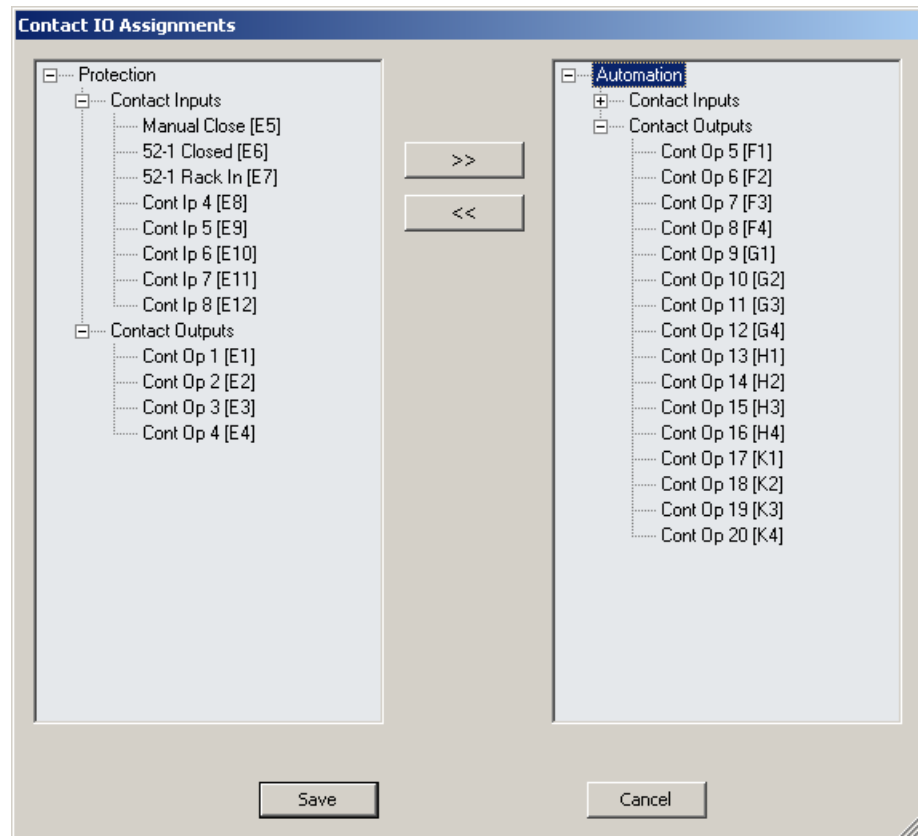 Contact IO Assignments
Protection
Contact Inputs
Manual Close [E5]
52-1 Closed [E6]
52-1 Rack In [E7]
Cont Ip 4 [E8]
Cont Ip 5 [E9]
Cont Ip 6 [E10]
Cont Ip 7 [E11]
Cont Ip 8 [E12]
Contact Outputs
Cont Op 1 [E1]
Cont Op 2 [E2]
Cont Op 3 [E3]
Cont Op 4 [E4]
>>
<<
Automation
Contact Inputs
Contact Outputs
Cont Op 5 [F1]
Cont Op 6 [F2]
Cont Op 7 [F3]
Cont Op 8 [F4]
Cont Op 9 [G1]
Cont Op 10 [G2]
Cont Op 11 [G3]
Cont Op 12 [G4]
Cont Op 13 [H1]
Cont Op 14 [H2]
Cont Op 15 [H3]
Cont Op 16 [H4]
Cont Op 17 [K1]
Cont Op 18 [K2]
Cont Op 19 [K3]
Cont Op 20 [K4]
Save
Cancel